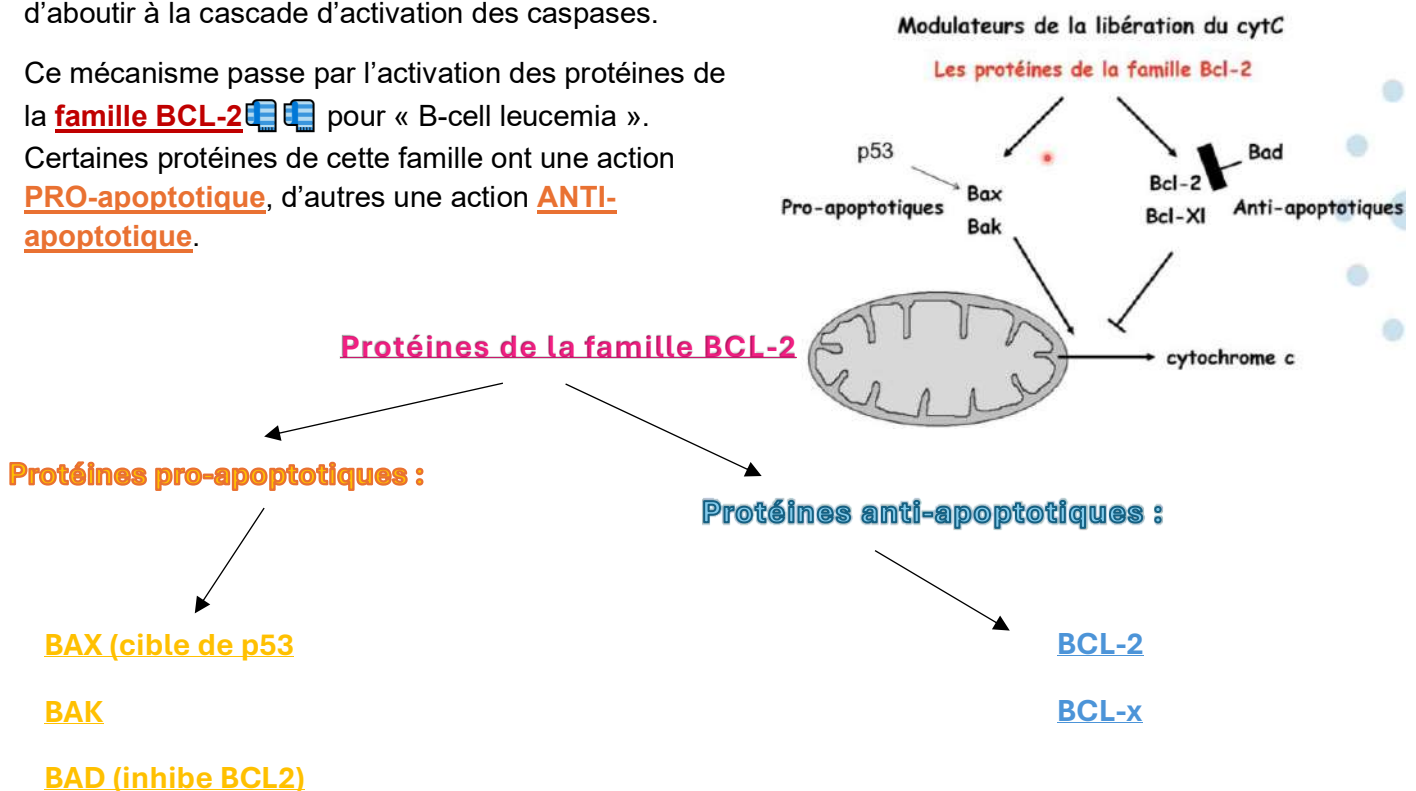 d’aboutir à la cascade d’activation des caspases.
Ce mécanisme passe par l’activation des protéines de
la famille BCL-2 pour « B-cell leucemia ».
Certaines protéines de cette famille ont une action
PRO-apoptotique, d’autres une action ANTI-
apoptotique.
Modulateurs de la libération du cytC
Les protéines de la famille Bcl-2
p53
Bad
Bax
Bcl-2
Pro-apoptotiques
Anti-apoptotiques
Bak
Bcl-Xl
cytochrome c
Protéines de la famille BCL-2
Protéines pro-apoptotiques :
Protéines anti-apoptotiques :
BAX (cible de p53
BCL-2
BAK
BCL-x
BAD (inhibe BCL2)